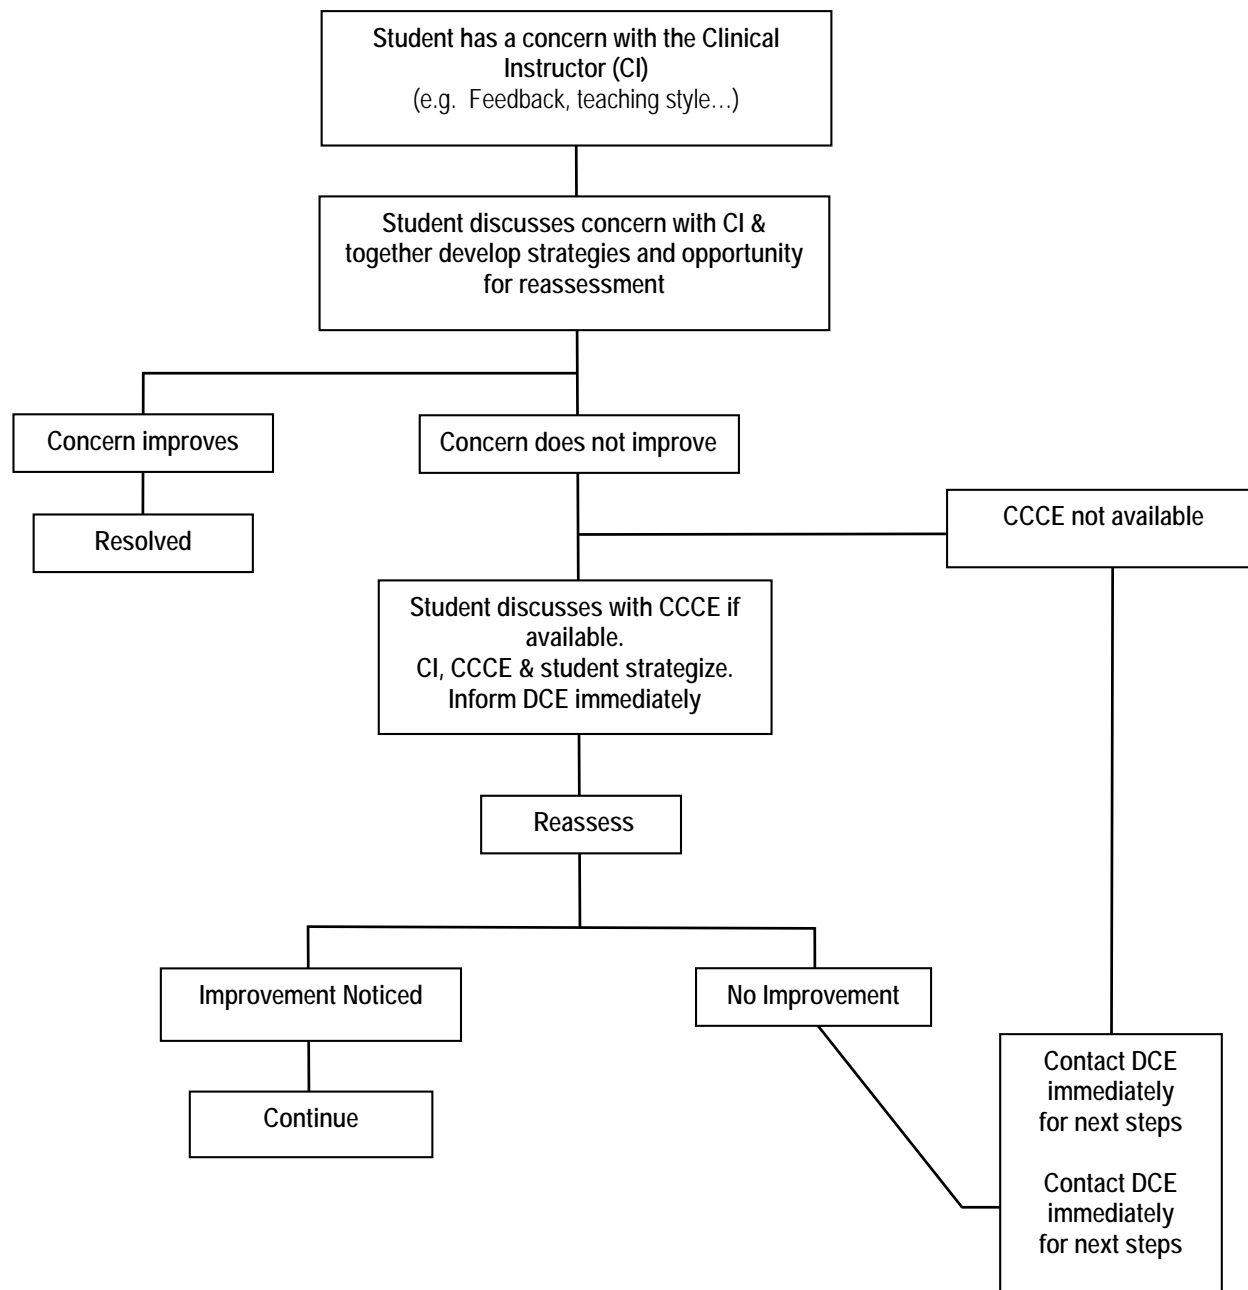 Student has a concern with the Clinical
Instructor (CI)
(e.g. Feedback, teaching style…)
Student discusses concern with CI &
together develop strategies and opportunity
for reassessment
Concern improves
Concern does not improve
Resolved
CCCE not available
Student discusses with CCCE if
available.
CI, CCCE & student strategize.
Inform DCE immediately
Reassess
Improvement Noticed
No Improvement
Continue
Contact DCE
immediately
for next steps
Contact DCE
immediately
for next steps